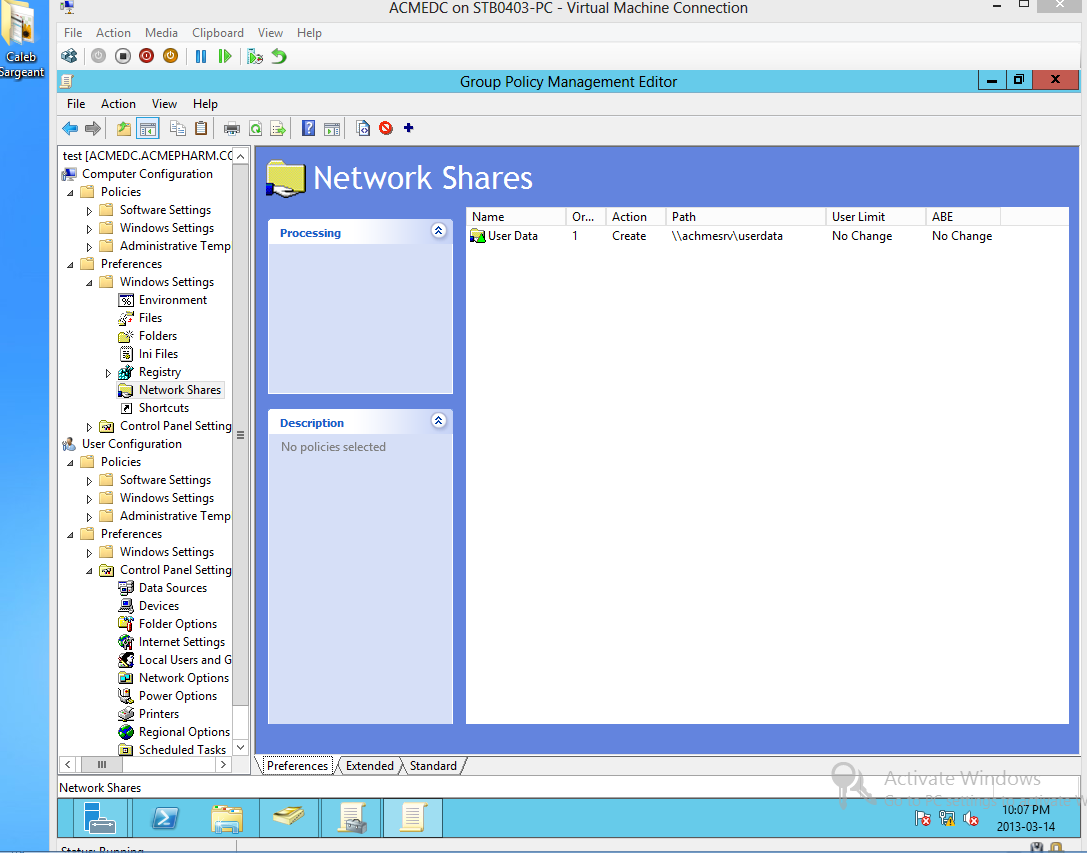 ACMEDC on STB0403-PC - Virtual Machine Connection
Caleb
Sargeant
File Action Media Clipboard View Help
Group Policy Management Editor
File Action View Help
test [ACMEDC.ACMEPHARM.CO
Computer Configuration
Policies
Software Settings
Windows Settings
Administrative Temp
Preferences
Windows Settings
Environment
Files
Folders
Ini Files
Registry
Network Shares
Shortcuts
Control Panel Setting
User Configuration
Policies
Software Settings
Windows Settings
Administrative Temp
Preferences
Windows Settings
Control Panel Setting
Data Sources
Devices
Folder Options
Internet Settings
Local Users and G
Network Options
Power Options
Printers
Regional Options
Scheduled Tasks
Network Shares
Processing
Description
No policies selected
Name Or... Action Path User Limit ABE
User Data 1 Create \\achmesrv\userdata No Change No Change
Preferences Extended Standard
Network Shares
Activate Windows
10:07 PM
2013-03-14
Status: Running